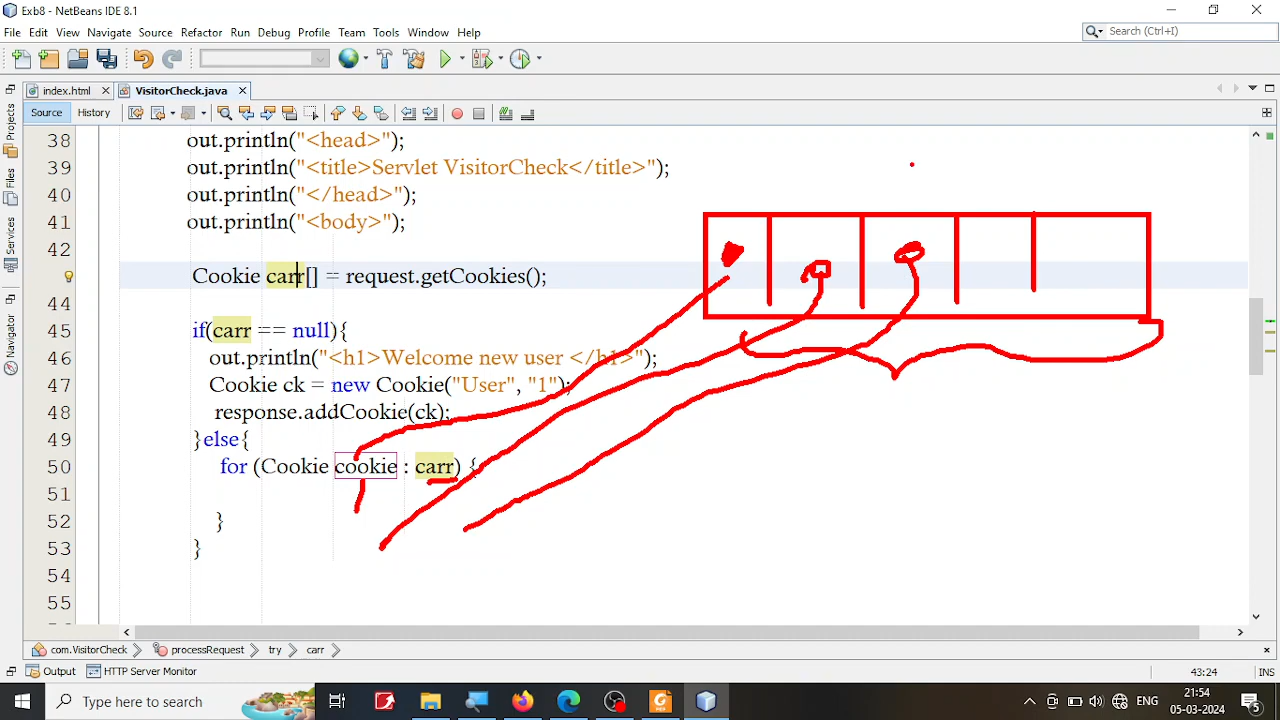 Exb8 - NetBeans IDE 8.1
File Edit View Navigate Source Refactor Run Debug Profile Team Tools Window Help
Search (Ctrl+I)
index.html VisitorCheck.java
Source History
Projects
Files
Services
Navigator
38 out.println("<head>");
39 out.println("<title>Servlet VisitorCheck</title>");
40 out.println("</head>");
41 out.println("<body>");
42
Cookie carr[] = request.getCookies();
44
45 if(carr == null){
46 out.println("<h1>Welcome new user </h1>");
47 Cookie ck = new Cookie("User", "1");
48 response.addCookie(ck);
49 }else{
50 for (Cookie cookie : carr) {
51
52 }
53 }
54
55
com.VisitorCheck processRequest try carr
Output HTTP Server Monitor
43:24 INS
Type here to search
ENG
21:54
05-03-2024
5